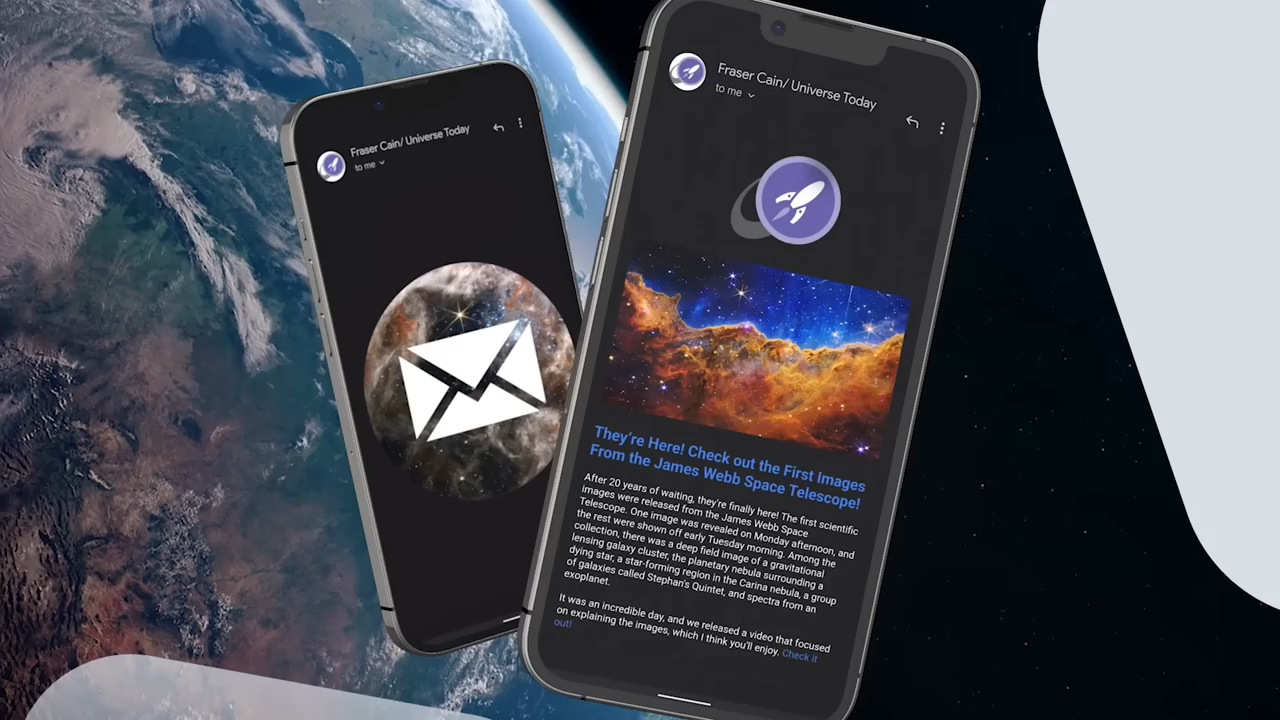 Fraser Cain/ Universe Today
to me
Fraser Cain/ Universe Today
to me
They're Here! Check out the First Images
From the James Webb Space Telescope!
After 20 years of waiting, they're finally here! The first scientific
images were released from the James Webb Space
Telescope. One image was revealed on Monday afternoon, and
the rest were shown off early Tuesday morning. Among the
collection, there was a deep field image of a gravitational
lensing galaxy cluster, the planetary nebula surrounding a
dying star, a star-forming region in the Carina nebula, a group
of galaxies called Stephan's Quintet, and spectra from an
exoplanet.
It was an incredible day, and we released a video that focused
on explaining the images, which I think you'll enjoy. Check it
out!